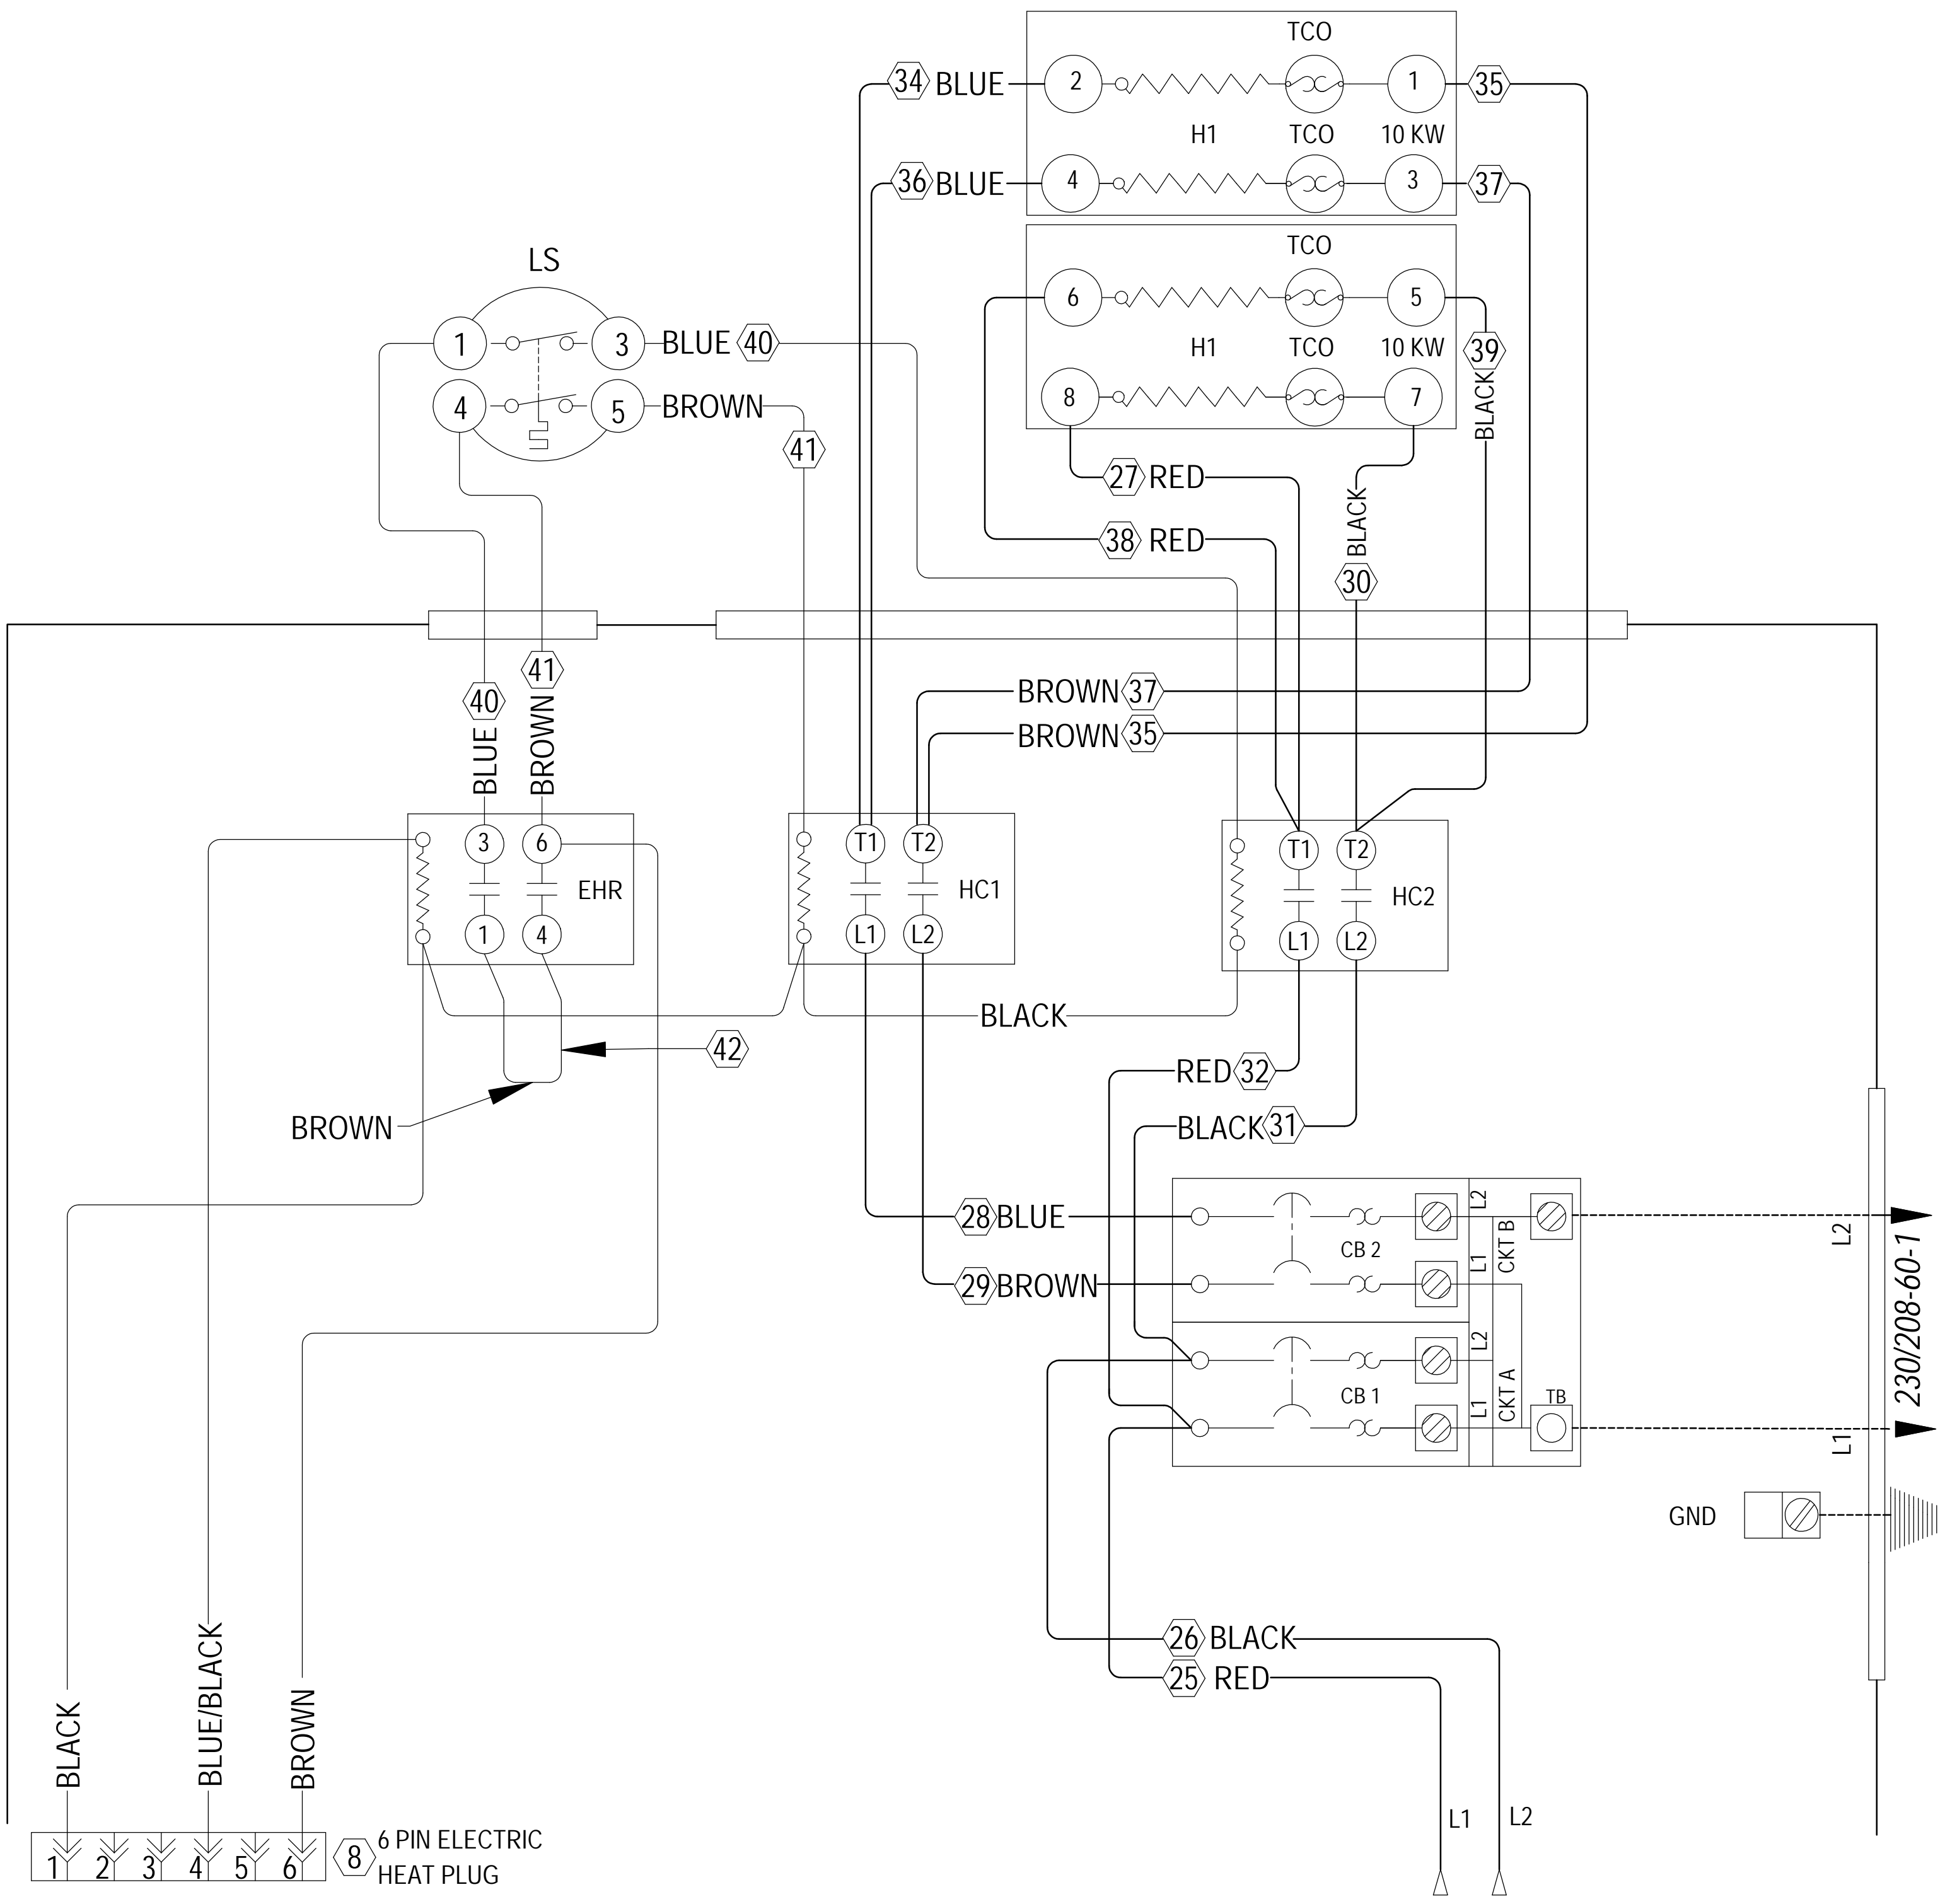 TCO
34 BLUE 2 1 35
H1 TCO 10 KW
36 BLUE 4 3 37
TCO
LS
6 5
1 3 BLUE 40
H1 TCO 10 KW 39
BLACK
4 5 BROWN
8 7
41
27 RED
BLACK
38 RED
30
41
40
BLUE
BROWN
BROWN 37
BROWN 35
3 6
EHR
1 4
T1 T2
HC1
L1 L2
T1 T2
HC2
L1 L2
BLACK
42
BROWN
RED 32
BLACK 31
28 BLUE
29 BROWN
CB 2
L2
L1
CKT B
CB 1
L2
L1
CKT A
TB
L2
L1
230/208-60-1
GND
26 BLACK
25 RED
L1 L2
BLACK
BLUE/BLACK
BROWN
1 2 3 4 5 6
8
6 PIN ELECTRIC
HEAT PLUG